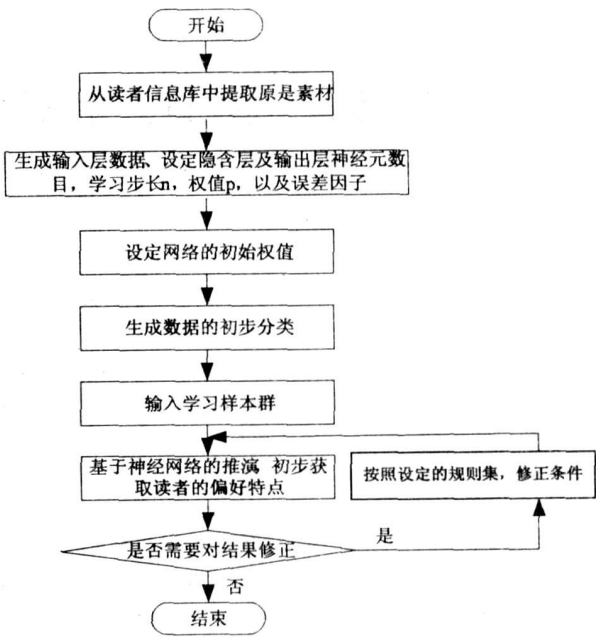 开始
从读者信息库中提取原是素材
生成输入层数据、设定隐含层及输出层神经元数
目，学习步长n，权值p，以及误差因子
设定网络的初始权值
生成数据的初步分类
输入学习样本群
基于神经网络的推演，初步获
取读者的偏好特点
按照设定的规则集，修正条件
是否需要对结果修正
是
否
结束